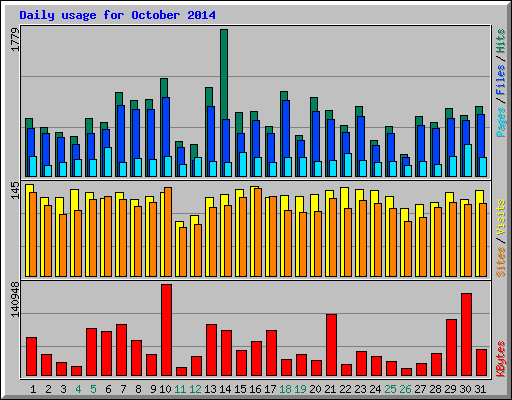 Daily usage for October 2014
1779
Pages / Files / Hits
145
Sites / Visits
140948
KBytes
1 2 3 4 5 6 7 8 9 10 11 12 13 14 15 16 17 18 19 20 21 22 23 24 25 26 27 28 29 30 31